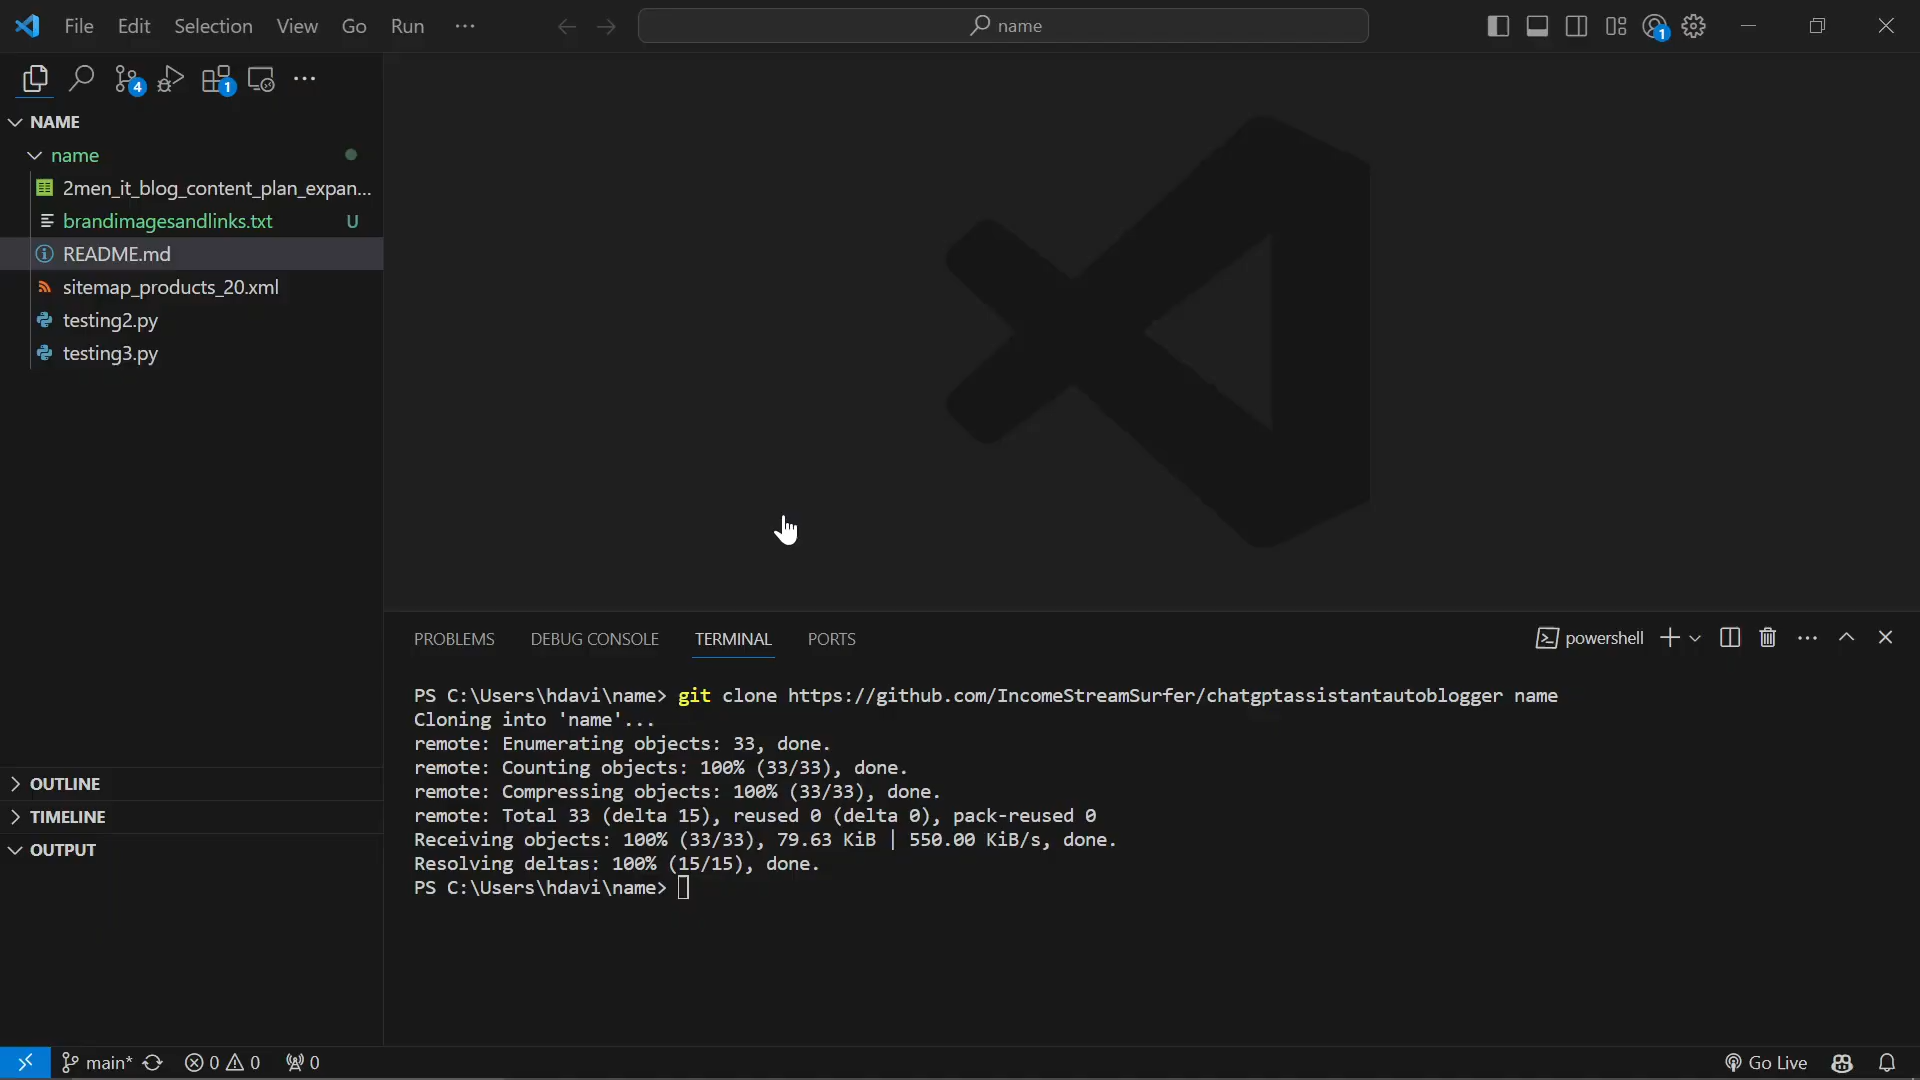 File Edit Selection View Go Run ··· name
1
4
1
NAME
name
2men_it_blog_content_plan_expan...
brandimagesandlinks.txt U
README.md
sitemap_products_20.xml
testing2.py
testing3.py
OUTLINE
TIMELINE
OUTPUT
PROBLEMS DEBUG CONSOLE TERMINAL PORTS powershell
PS C:\Users\hdavi\name> git clone https://github.com/IncomeStreamSurfer/chatgptassistantautoblogger name
Cloning into 'name'...
remote: Enumerating objects: 33, done.
remote: Counting objects: 100% (33/33), done.
remote: Compressing objects: 100% (33/33), done.
remote: Total 33 (delta 15), reused 0 (delta 0), pack-reused 0
Receiving objects: 100% (33/33), 79.63 KiB | 550.00 KiB/s, done.
Resolving deltas: 100% (15/15), done.
PS C:\Users\hdavi\name>
main* 0 0 0 Go Live